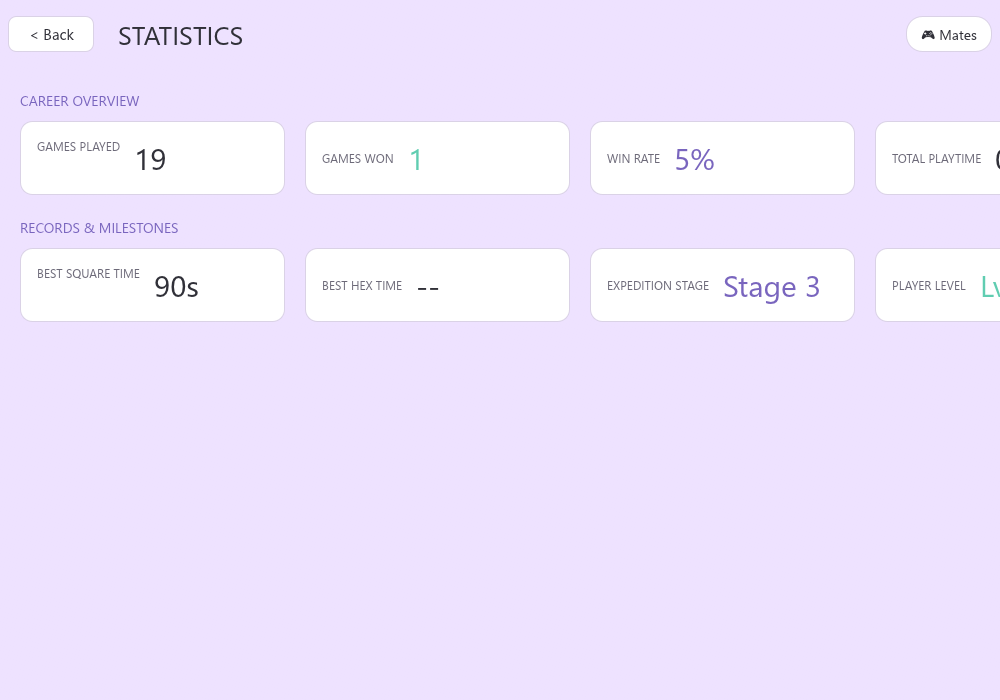 < Back
STATISTICS
🎮 Mates
CAREER OVERVIEW
GAMES PLAYED 19
GAMES WON 1
WIN RATE 5%
TOTAL PLAYTIME
RECORDS & MILESTONES
BEST SQUARE TIME 90s
BEST HEX TIME --
EXPEDITION STAGE Stage 3
PLAYER LEVEL